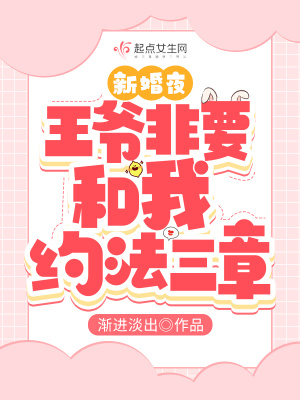 起点女生网
新婚夜
王爷非要
和我
约法三章
渐进淡出◎作品